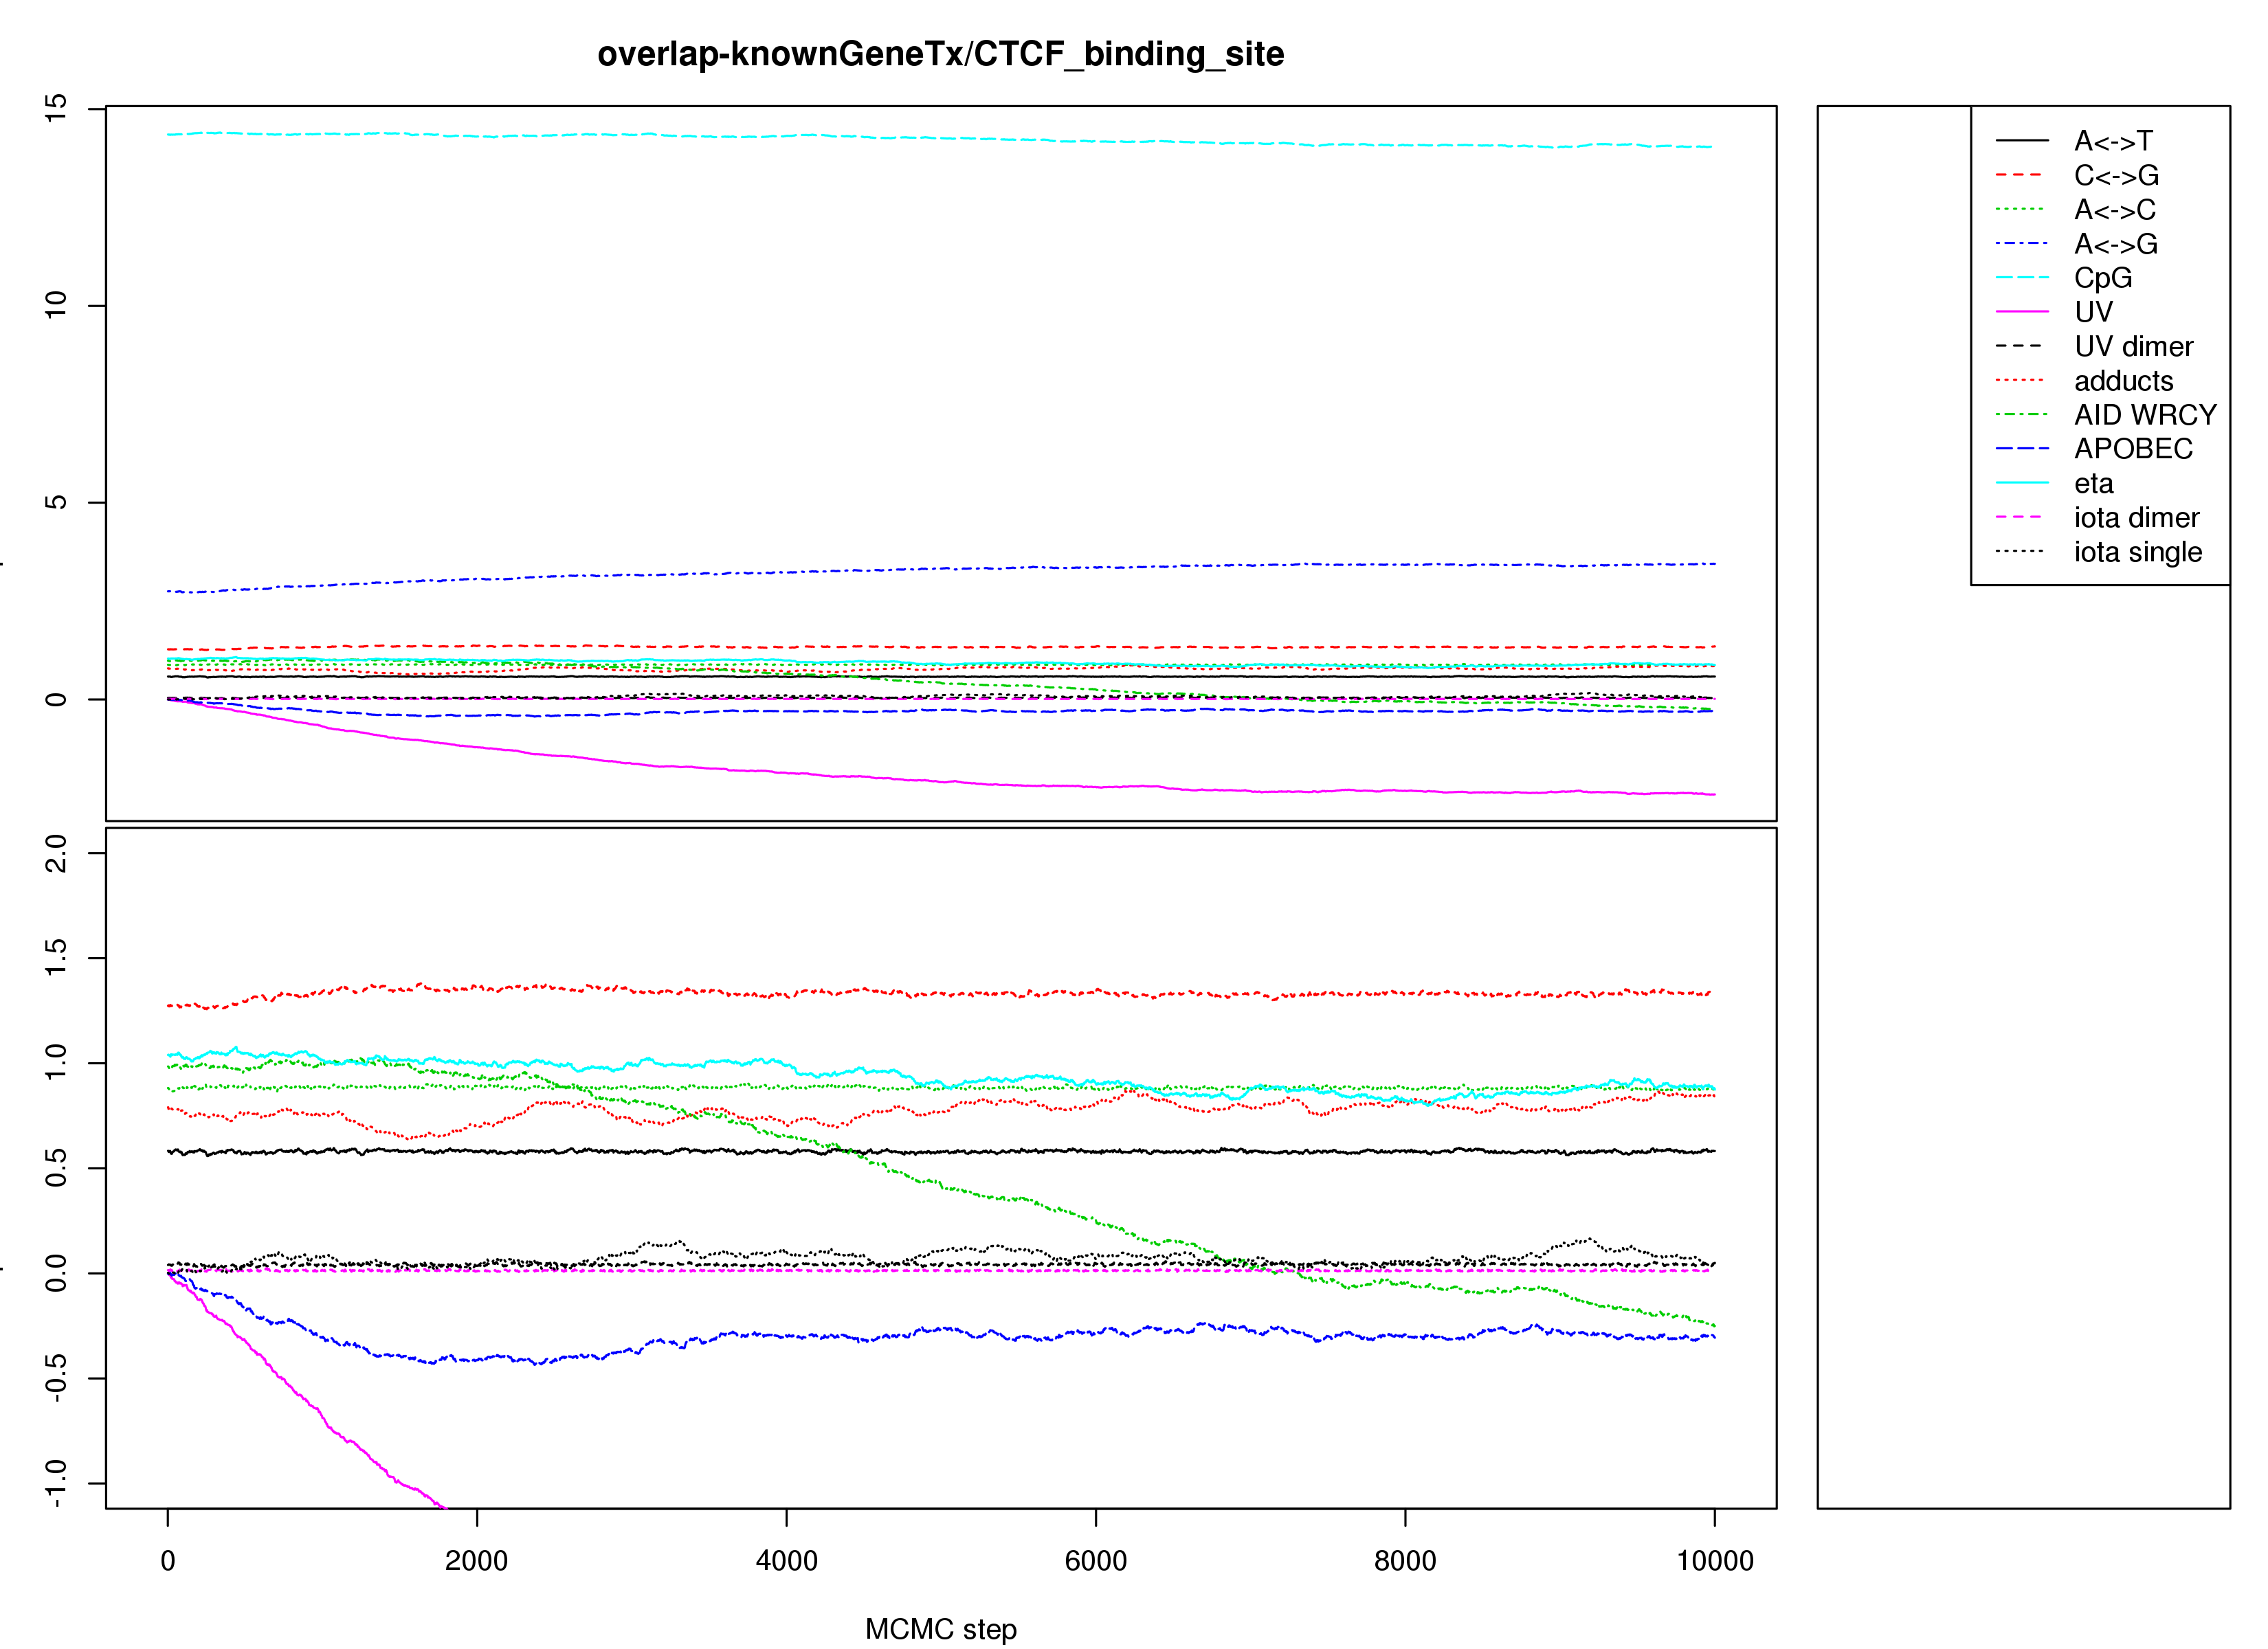 overlap-knownGeneTx/CTCF_binding_site
15
10
5
0
A<->T
C<->G
A<->C
A<->G
CpG
UV
UV dimer
adducts
AID WRCY
APOBEC
eta
iota dimer
iota single
2.0
1.5
1.0
0.5
0.0
-0.5
-1.0
0 2000 4000 6000 8000 10000
MCMC step